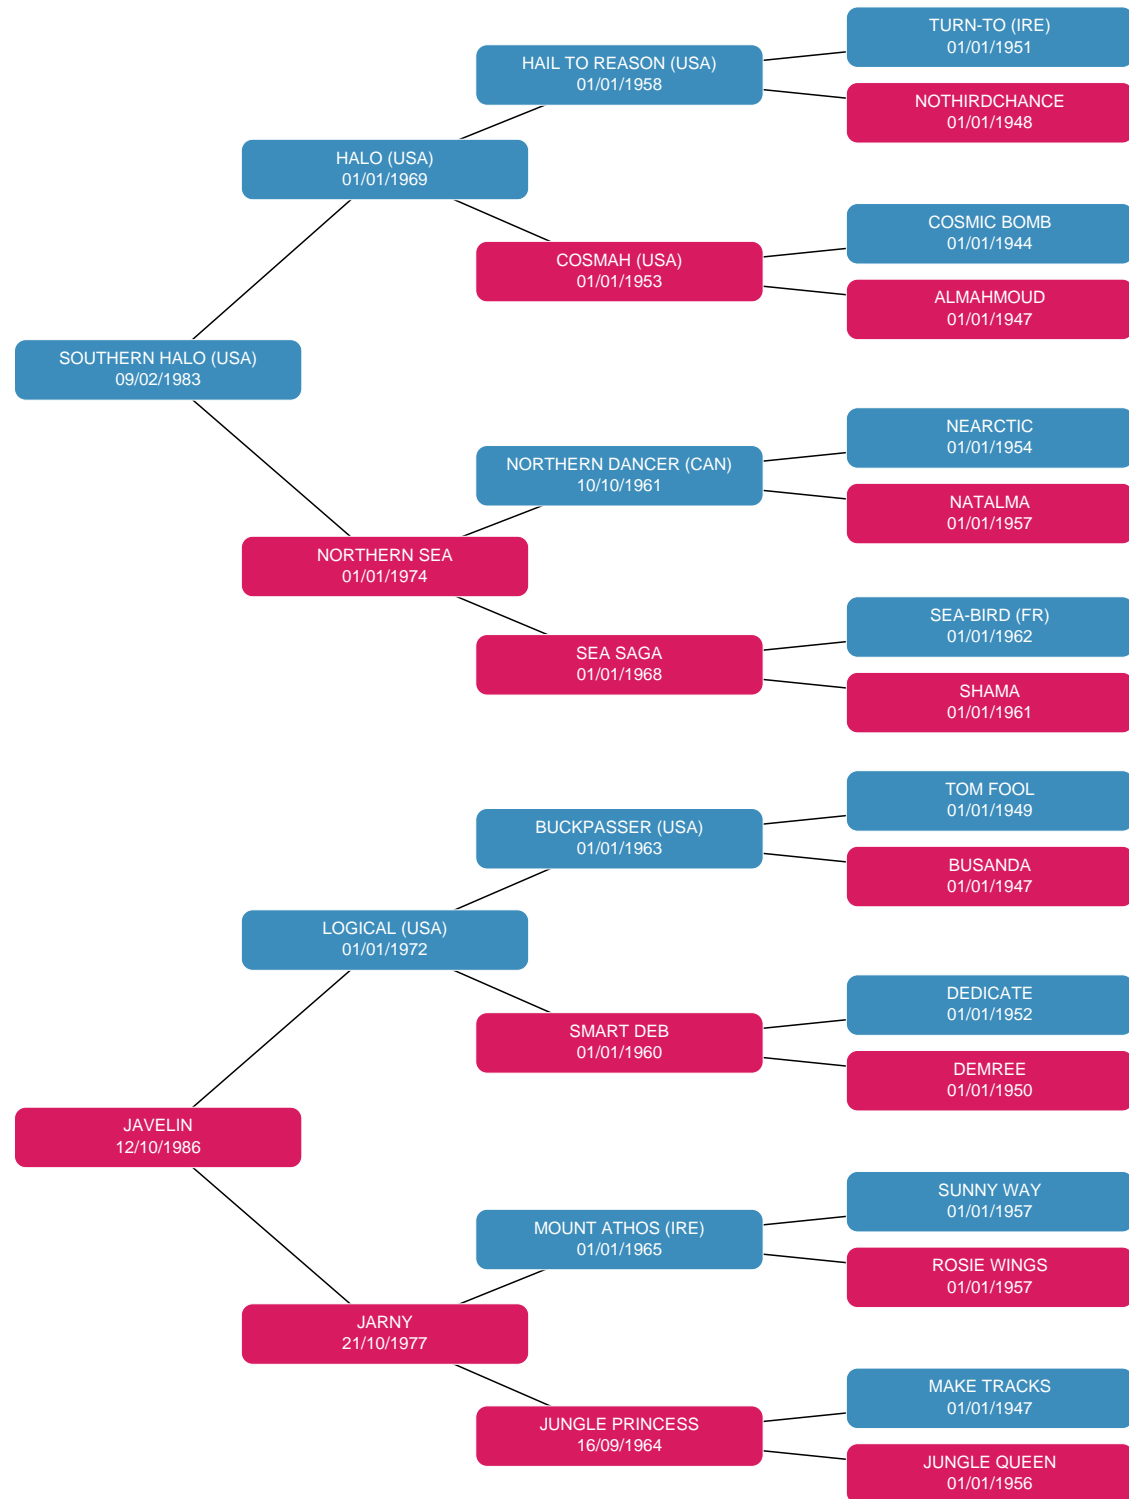 TURN-TO (IRE)
01/01/1951
HAIL TO REASON (USA)
01/01/1958
NOTHIRDCHANCE
01/01/1948
HALO (USA)
01/01/1969
COSMIC BOMB
01/01/1944
COSMAH (USA)
01/01/1953
ALMAHMOUD
01/01/1947
SOUTHERN HALO (USA)
09/02/1983
NEARCTIC
01/01/1954
NORTHERN DANCER (CAN)
10/10/1961
NATALMA
01/01/1957
NORTHERN SEA
01/01/1974
SEA-BIRD (FR)
01/01/1962
SEA SAGA
01/01/1968
SHAMA
01/01/1961
TOM FOOL
01/01/1949
BUCKPASSER (USA)
01/01/1963
BUSANDA
01/01/1947
LOGICAL (USA)
01/01/1972
DEDICATE
01/01/1952
SMART DEB
01/01/1960
DEMREE
01/01/1950
JAVELIN
12/10/1986
SUNNY WAY
01/01/1957
MOUNT ATHOS (IRE)
01/01/1965
ROSIE WINGS
01/01/1957
JARNY
21/10/1977
MAKE TRACKS
01/01/1947
JUNGLE PRINCESS
16/09/1964
JUNGLE QUEEN
01/01/1956